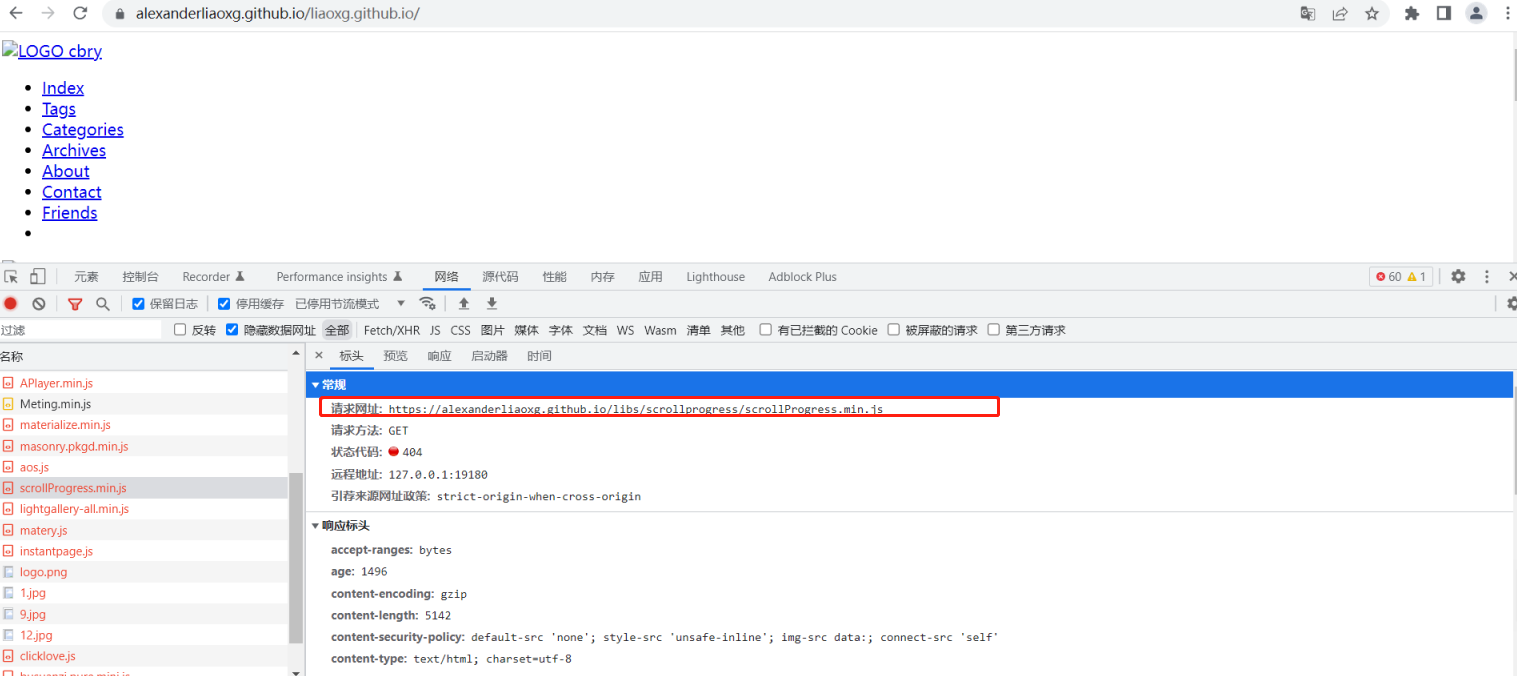 alexanderliaoxg.github.io/liaoxg.github.io/
LOGO cbry
Index
Tags
Categories
Archives
About
Contact
Friends
元素 控制台 Recorder Performance insights 网络 源代码 性能 内存 应用 Lighthouse Adblock Plus 60 1
保留日志 停用缓存 已停用节流模式
过滤 反转 隐藏数据网址 全部 Fetch/XHR JS CSS 图片 媒体 字体 文档 WS Wasm 清单 其他 有已拦截的 Cookie 被屏蔽的请求 第三方请求
名称 标头 预览 响应 启动器 时间
APlayer.min.js
Meting.min.js
materialize.min.js
masonry.pkgd.min.js
aos.js
scrollProgress.min.js
lightgallery-all.min.js
matery.js
instantpage.js
logo.png
1.jpg
9.jpg
12.jpg
clicklove.js
常规
请求网址: https://alexanderliaoxg.github.io/libs/scrollprogress/scrollProgress.min.js
请求方法: GET
状态代码: 404
远程地址: 127.0.0.1:19180
引荐来源网址政策: strict-origin-when-cross-origin
响应标头
accept-ranges: bytes
age: 1496
content-encoding: gzip
content-length: 5142
content-security-policy: default-src 'none'; style-src 'unsafe-inline'; img-src data:; connect-src 'self'
content-type: text/html; charset=utf-8